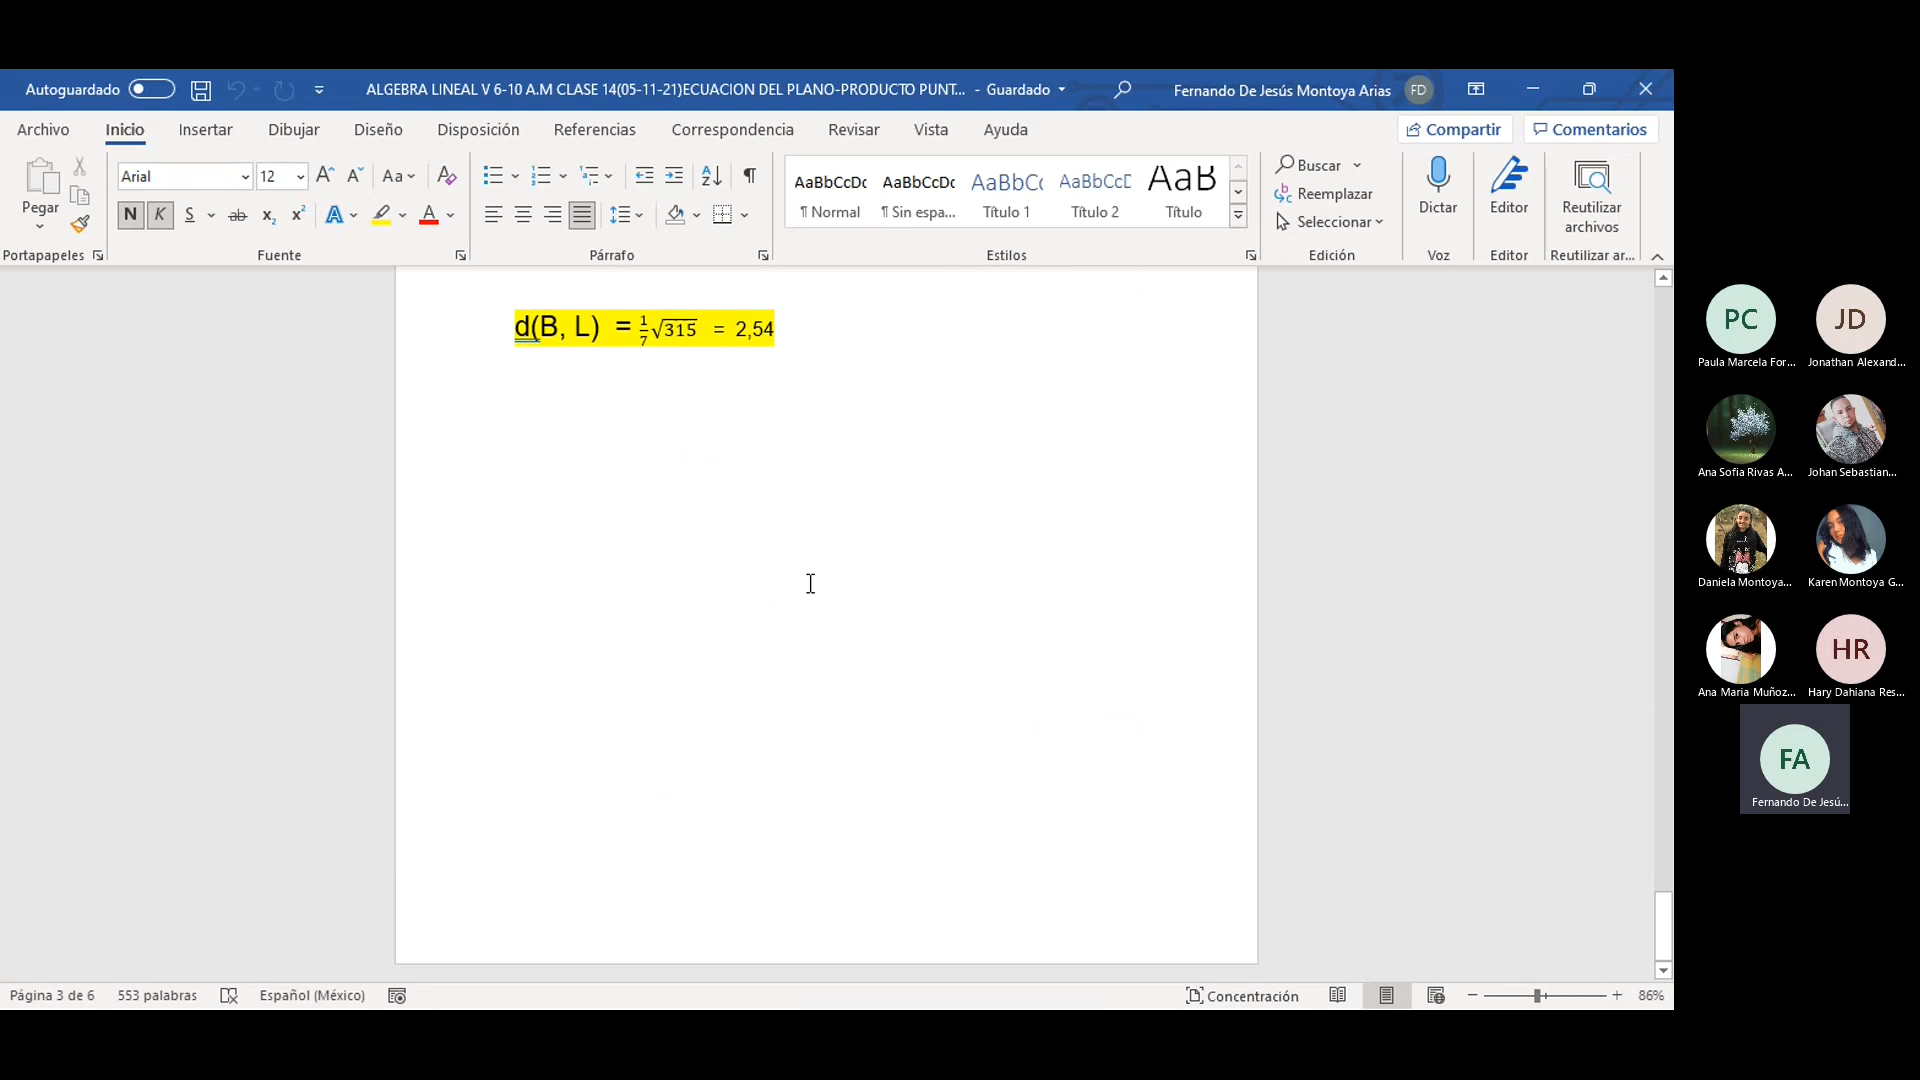 Autoguardado
ALGEBRA LINEAL V 6-10 A.M CLASE 14(05-11-21)ECUACION DEL PLANO-PRODUCTO PUNT... - Guardado
Fernando De Jesús Montoya Arias FD
Archivo Inicio Insertar Dibujar Diseño Disposición Referencias Correspondencia Revisar Vista Ayuda
Compartir Comentarios
Pegar
Portapapeles
Arial 12
Aa
N K S ab x₂ x² A A
Fuente
Párrafo
AaBbCcDc AaBbCcDc AaBbCc AaBbCcD AaB
¶ Normal ¶ Sin espa... Título 1 Título 2 Título
Estilos
Buscar
Reemplazar
Seleccionar
Edición
Dictar
Voz
Editor
Editor
Reutilizar archivos
Reutilizar ar...
d(B, L) = 1/7 √315 = 2,54
PC JD
Paula Marcela For... Jonathan Alexand...
Ana Sofia Rivas A... Johan Sebastian...
Daniela Montoya... Karen Montoya G...
HR
Ana Maria Muñoz... Hary Dahiana Res...
FA
Fernando De Jesú...
Página 3 de 6 553 palabras Español (México) Concentración 86%